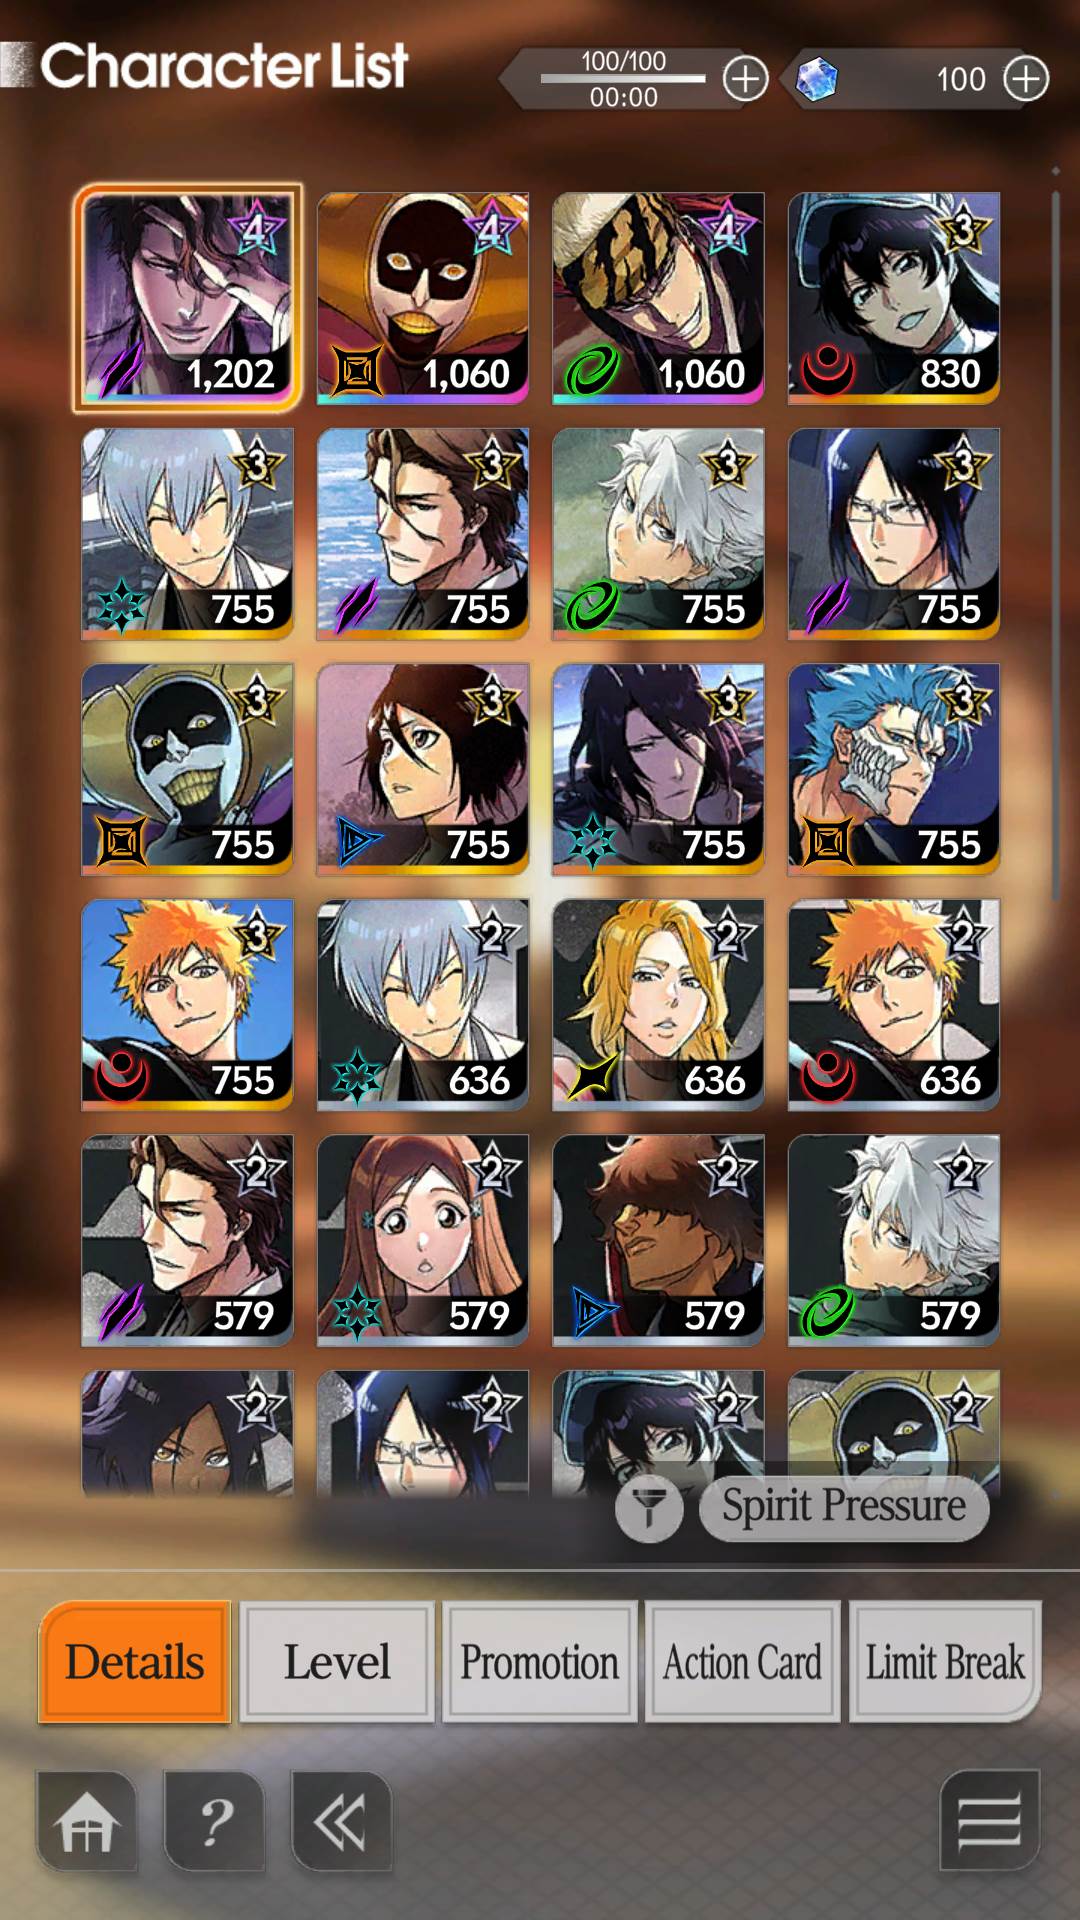 Character List
100/100
00:00
100
4 4 4 3
1,202 1,060 1,060 830
3 3 3 3
755 755 755 755
3 3 3 3
755 755 755 755
3 2 2 2
755 636 636 636
2 2 2 2
579 579 579 579
2 2 2 2
Spirit Pressure
Details Level Promotion Action Card Limit Break
?